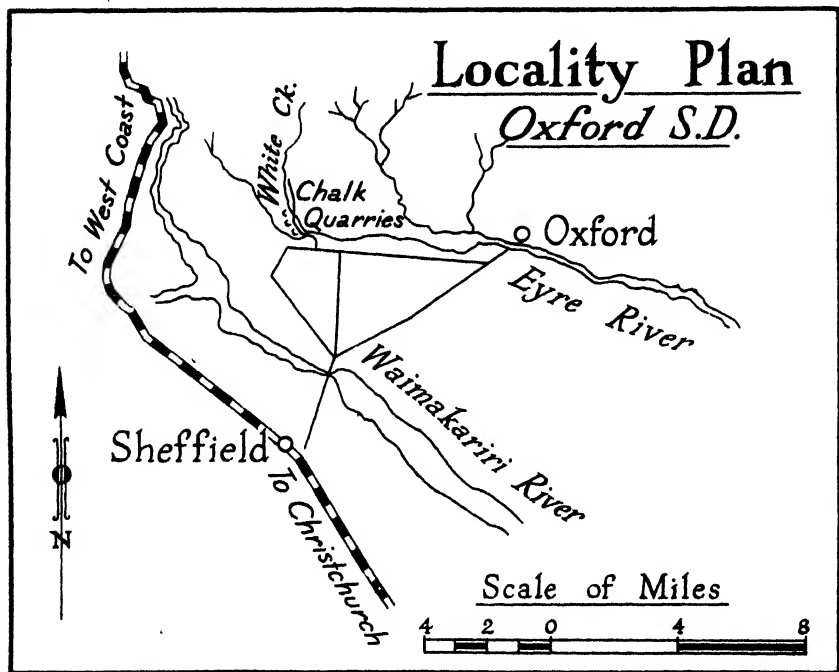 Locality Plan
Oxford S.D.
To West Coast
White Ck.
Chalk
Quarries
Oxford
Eyre River
Waimakariri River
Sheffield
To Christchurch
N
Scale of Miles
4 2 0 4 8